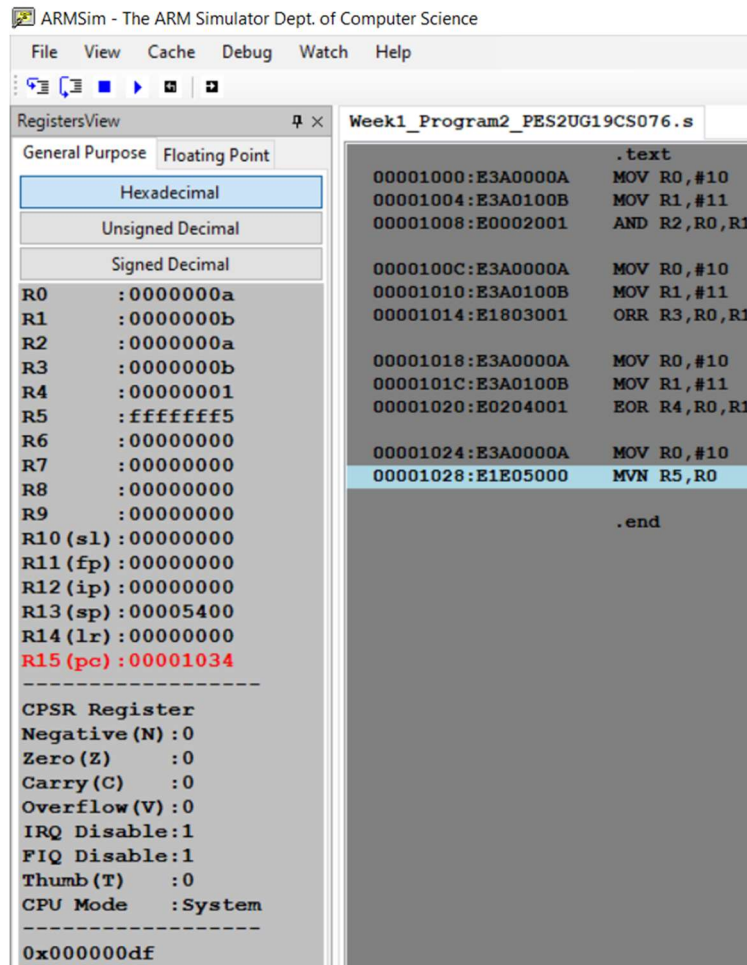 ARMSim - The ARM Simulator Dept. of Computer Science
File View Cache Debug Watch Help
RegistersView
General Purpose Floating Point
Hexadecimal
Unsigned Decimal
Signed Decimal
R0 :0000000a
R1 :0000000b
R2 :0000000a
R3 :0000000b
R4 :00000001
R5 :fffffff5
R6 :00000000
R7 :00000000
R8 :00000000
R9 :00000000
R10(sl):00000000
R11(fp):00000000
R12(ip):00000000
R13(sp):00005400
R14(lr):00000000
R15(pc):00001034
-------------------
CPSR Register
Negative(N):0
Zero(Z) :0
Carry(C) :0
Overflow(V):0
IRQ Disable:1
FIQ Disable:1
Thumb(T) :0
CPU Mode :System
-------------------
0x000000df
Week1_Program2_PES2UG19CS076.s
.text
00001000:E3A0000A MOV R0,#10
00001004:E3A0100B MOV R1,#11
00001008:E0002001 AND R2,R0,R1
0000100C:E3A0000A MOV R0,#10
00001010:E3A0100B MOV R1,#11
00001014:E1803001 ORR R3,R0,R1
00001018:E3A0000A MOV R0,#10
0000101C:E3A0100B MOV R1,#11
00001020:E0204001 EOR R4,R0,R1
00001024:E3A0000A MOV R0,#10
00001028:E1E05000 MVN R5,R0
.end